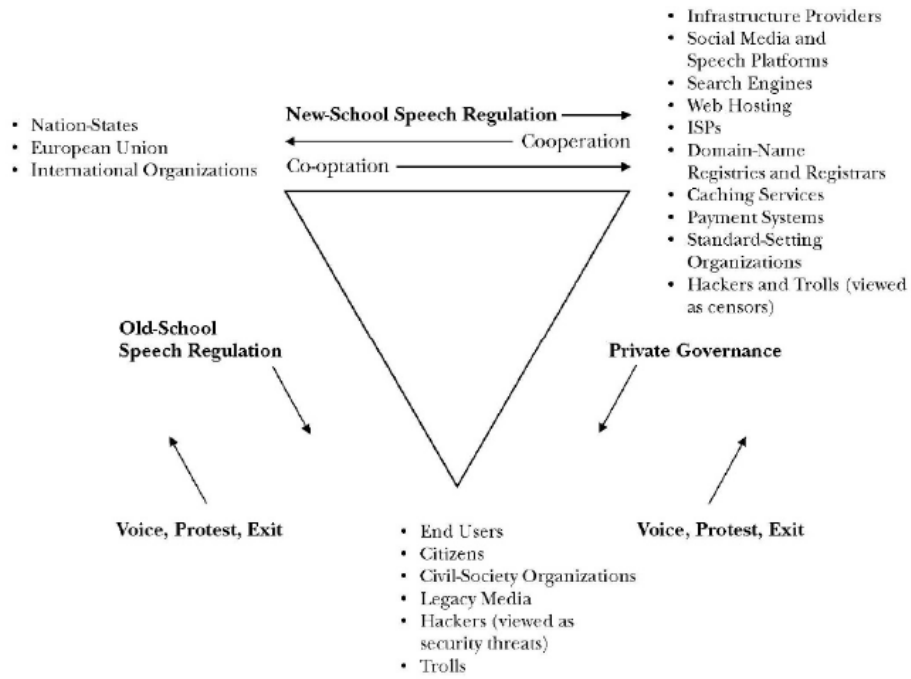 • Infrastructure Providers
• Social Media and
Speech Platforms
• Search Engines
• Web Hosting
• ISPs
• Domain-Name
Registries and Registrars
• Caching Services
• Payment Systems
• Standard-Setting
Organizations
• Hackers and Trolls (viewed
as censors)
• Nation-States
• European Union
• International Organizations
New-School Speech Regulation
Cooperation
Co-optation
Old-School
Speech Regulation
Private Governance
Voice, Protest, Exit
Voice, Protest, Exit
• End Users
• Citizens
• Civil-Society Organizations
• Legacy Media
• Hackers (viewed as
security threats)
• Trolls